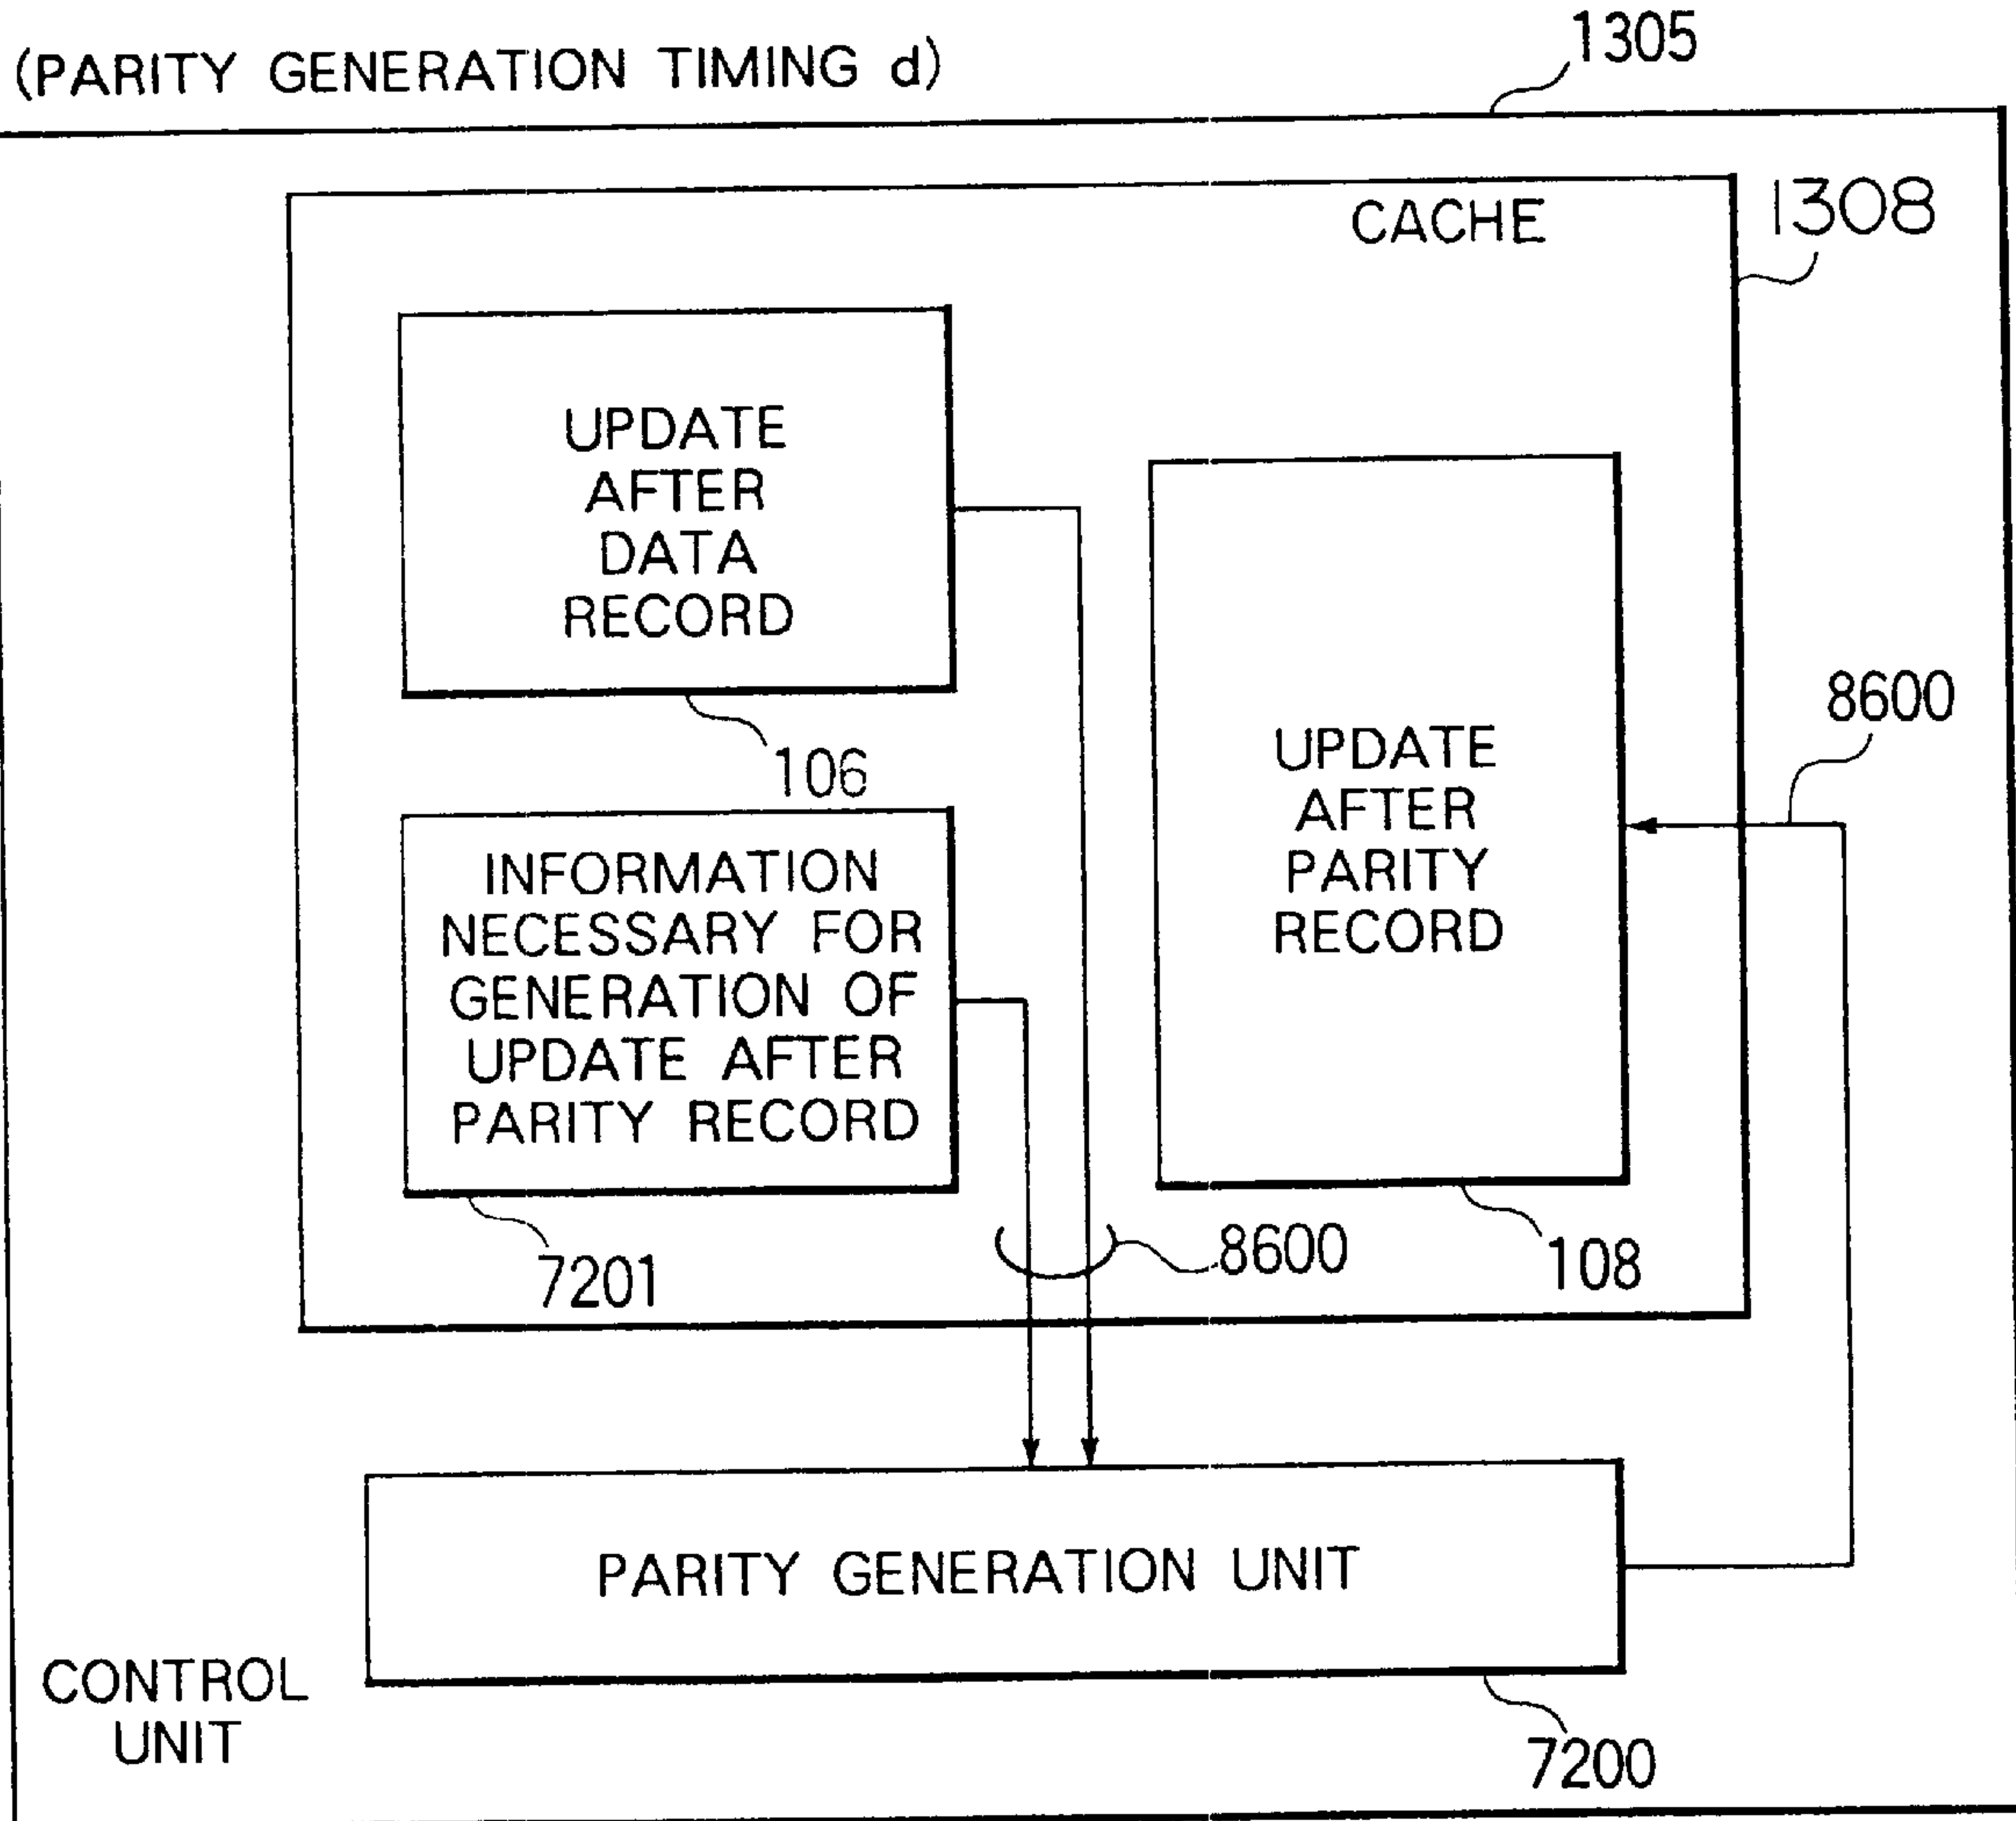 (PARITY GENERATION TIMING d)
1305
CACHE
1308
UPDATE
AFTER
DATA
RECORD
106
UPDATE
AFTER
PARITY
RECORD
8600
INFORMATION
NECESSARY FOR
GENERATION OF
UPDATE AFTER
PARITY RECORD
7201
8600
108
PARITY GENERATION UNIT
CONTROL
UNIT
7200